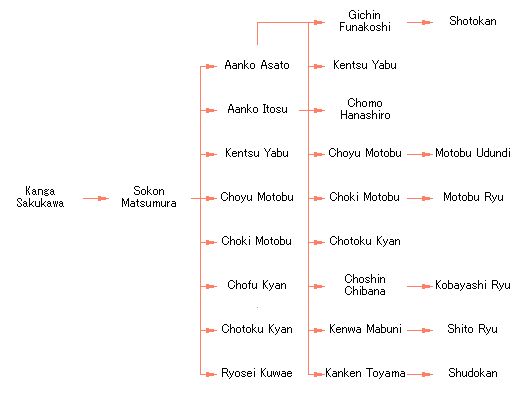 Gichin
Funakoshi
Shotokan
Aanko Asato
Kentsu Yabu
Aanko Itosu
Chomo
Hanashiro
Kentsu Yabu
Choyu Motobu
Motobu Udundi
Kanga
Sakukawa
Sokon
Matsumura
Choyu Motobu
Choki Motobu
Motobu Ryu
Choki Motobu
Chotoku Kyan
Chofu Kyan
Choshin
Chibana
Kobayashi Ryu
Chotoku Kyan
Kenwa Mabuni
Shito Ryu
Ryosei Kuwae
Kanken Toyama
Shudokan